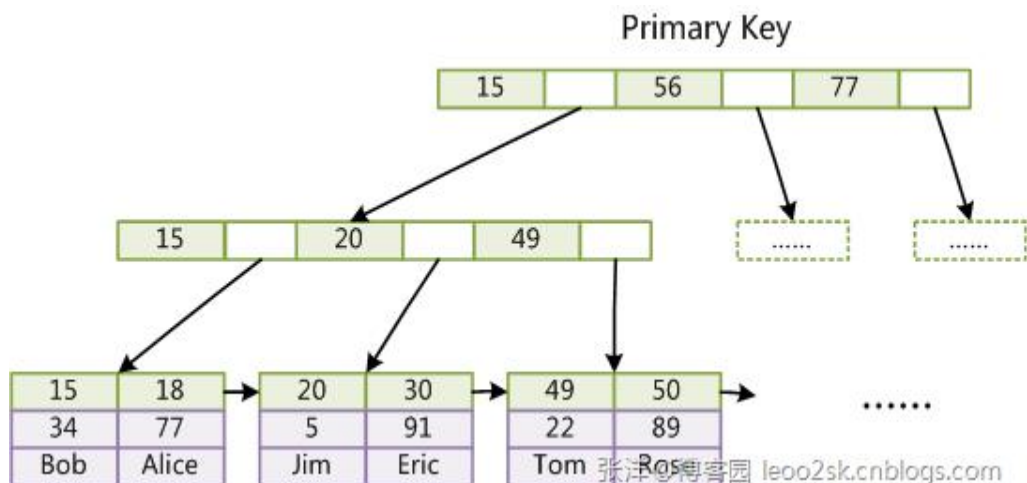 Primary Key
15 56 77
15 20 49 ...... ......
15 18 20 30 49 50 ......
34 77 5 91 22 89
Bob Alice Jim Eric Tom Rose
张洋@博客园 leoo2sk.cnblogs.com